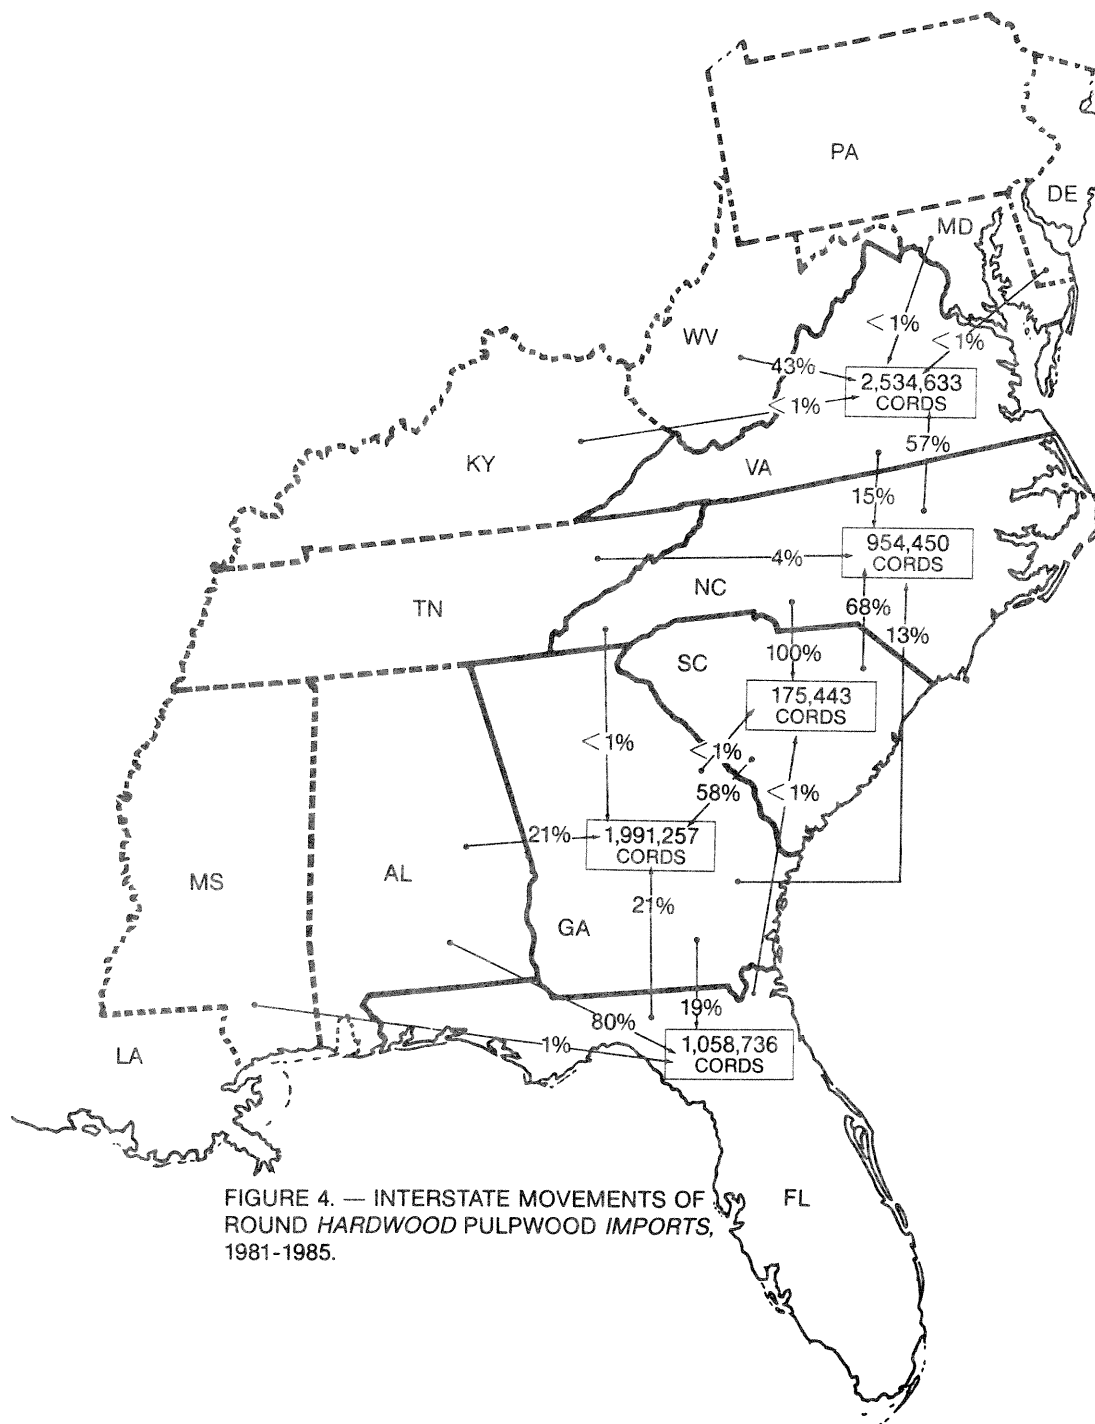 PA
DE
MD
<1%
<1%
WV
43%
2,534,633
CORDS
<1%
57%
KY
VA
15%
954,450
CORDS
4%
TN
NC
68%
13%
100%
SC
175,443
CORDS
<1%
<1%
58%
<1%
21%
1,991,257
CORDS
MS
AL
21%
GA
19%
80%
1%
1,058,736
CORDS
LA
FL
FIGURE 4. — INTERSTATE MOVEMENTS OF
ROUND HARDWOOD PULPWOOD IMPORTS,
1981-1985.